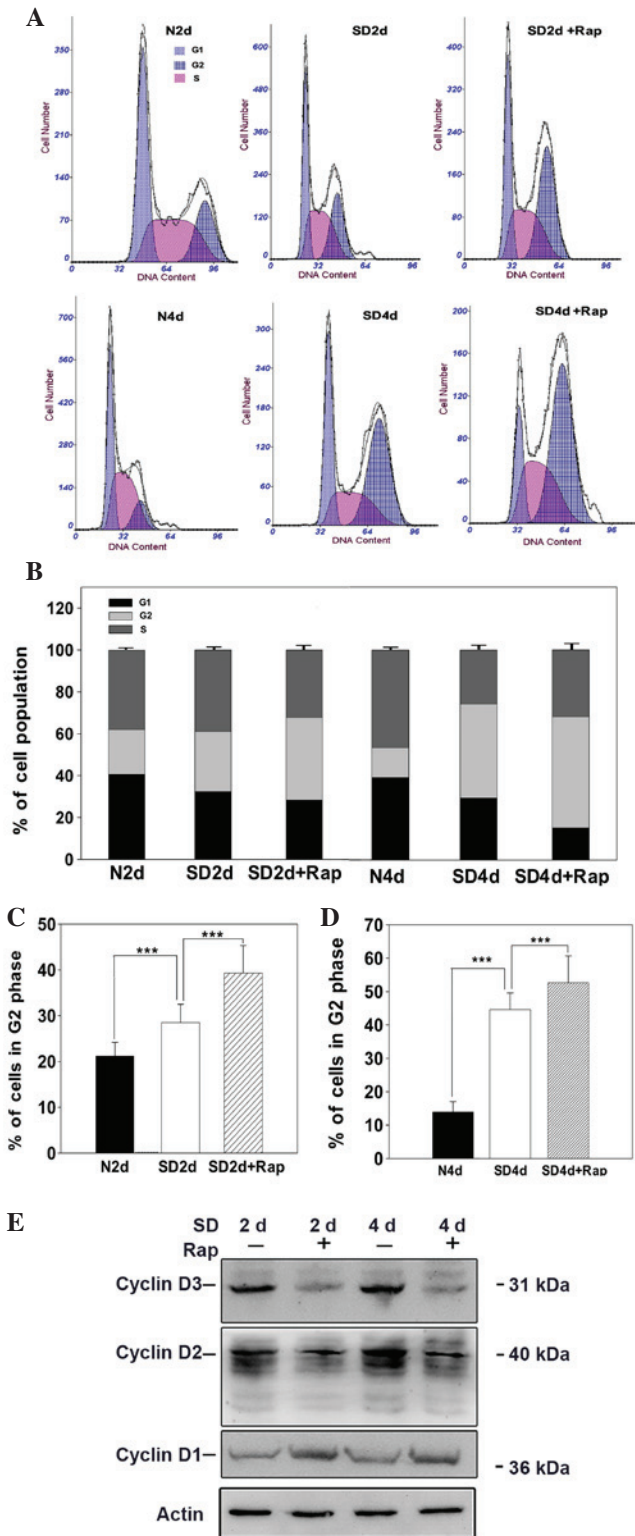 A
N2d
G1
G2
S
350
280
210
140
70
0
Cell Number
0 32 64 96
DNA Content
SD2d
600
480
360
240
120
0
Cell Number
0 32 64 96
DNA Content
SD2d +Rap
400
320
240
160
80
0
Cell Number
0 32 64 96
DNA Content
N4d
700
560
420
280
140
0
Cell Number
0 32 64 96
DNA Content
SD4d
300
240
180
120
60
0
Cell Number
0 32 64 96
DNA Content
SD4d +Rap
200
160
120
80
40
0
Cell Number
0 32 64 96
DNA Content
B
G1
G2
S
120
100
80
60
40
20
0
% of cell population
N2d SD2d SD2d+Rap N4d SD4d SD4d+Rap
C
50
40
30
20
10
0
% of cells in G2 phase
*** ***
N2d SD2d SD2d+Rap
D
70
60
50
40
30
20
10
0
% of cells in G2 phase
*** ***
N4d SD4d SD4d+Rap
E
SD 2 d 2 d 4 d 4 d
Rap — + — +
Cyclin D3– - 31 kDa
Cyclin D2– - 40 kDa
Cyclin D1– - 36 kDa
Actin